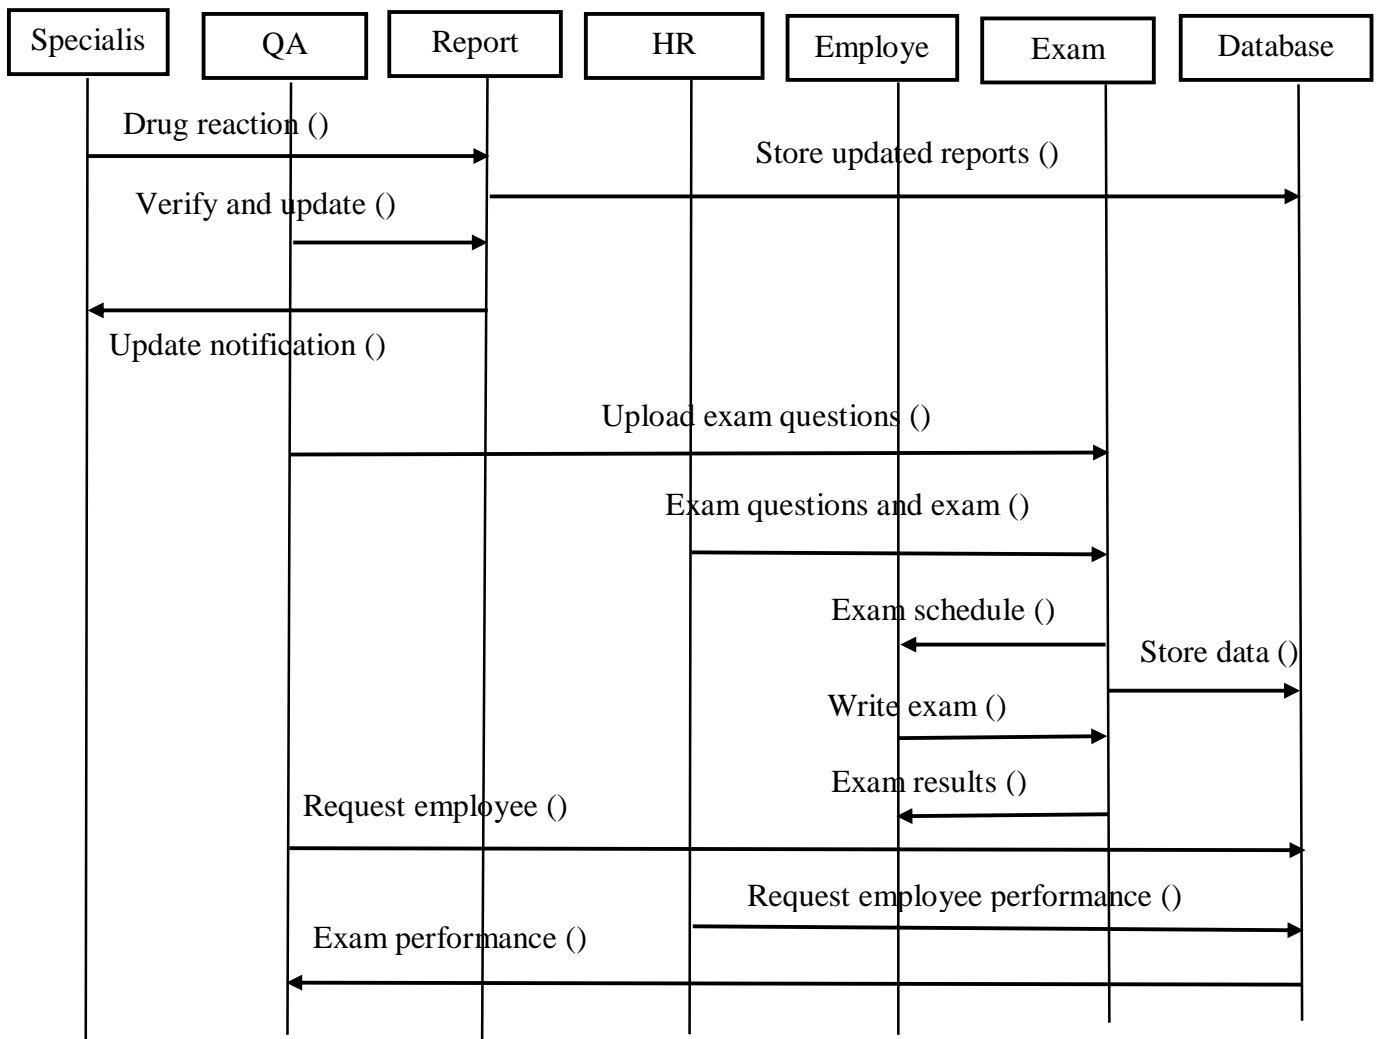 Specialis
QA
Report
HR
Employe
Exam
Database
Drug reaction ()
Store updated reports ()
Verify and update ()
Update notification ()
Upload exam questions ()
Exam questions and exam ()
Exam schedule ()
Store data ()
Write exam ()
Exam results ()
Request employee ()
Request employee performance ()
Exam performance ()